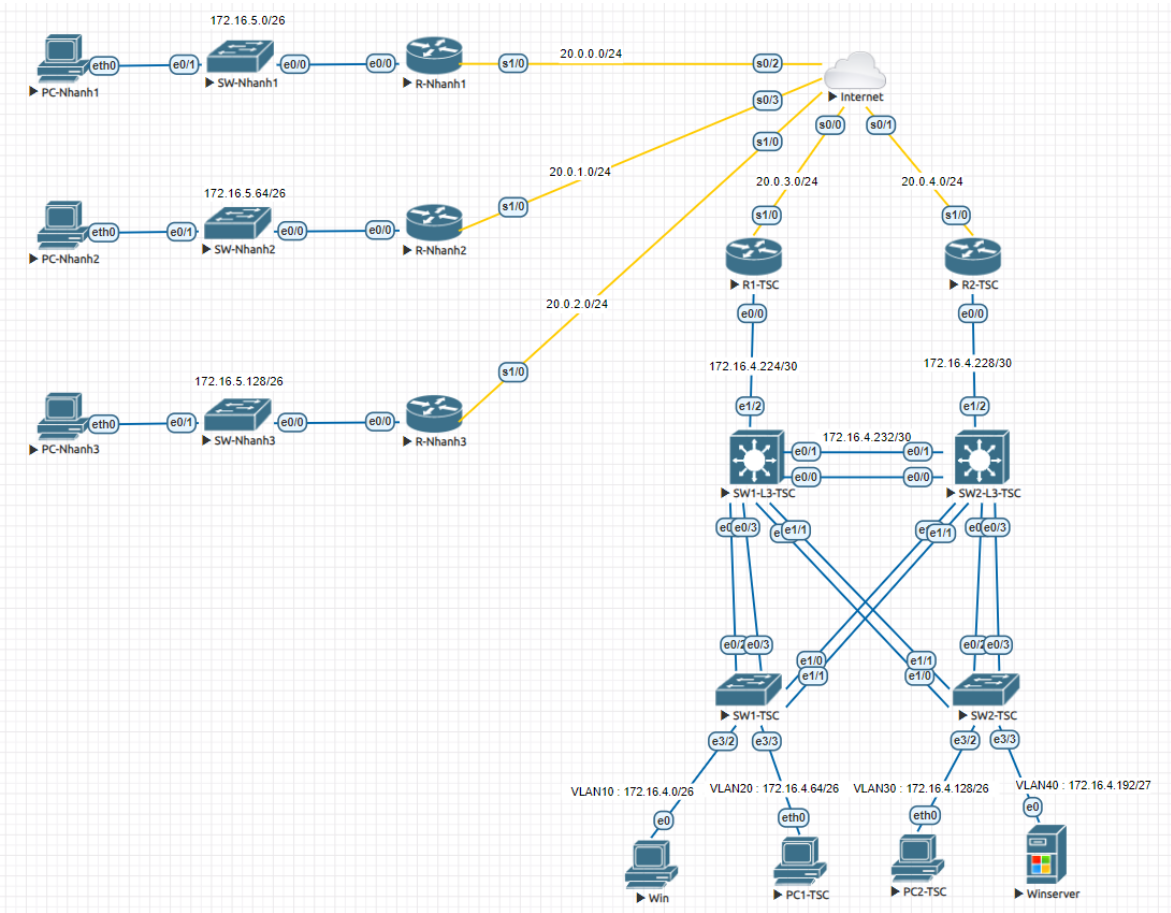 172.16.5.0/26
eth0
e0/1
e0/0
e0/0
s1/0
20.0.0.0/24
s0/2
PC-Nhanh1
SW-Nhanh1
R-Nhanh1
Internet
s0/3
s1/0
s0/0
s0/1
172.16.5.64/26
20.0.1.0/24
20.0.3.0/24
20.0.4.0/24
eth0
e0/1
e0/0
e0/0
s1/0
s1/0
s1/0
PC-Nhanh2
SW-Nhanh2
R-Nhanh2
R1-TSC
R2-TSC
20.0.2.0/24
e0/0
e0/0
172.16.4.224/30
172.16.4.228/30
172.16.5.128/26
s1/0
e1/2
e1/2
eth0
e0/1
e0/0
e0/0
PC-Nhanh3
SW-Nhanh3
R-Nhanh3
172.16.4.232/30
e0/1
e0/1
e0/0
e0/0
SW1-L3-TSC
SW2-L3-TSC
e0/3
e1/1
e1/1
e0/3
e0/2
e0/3
e1/0
e1/1
e1/1
e1/0
e0/2
e0/3
SW1-TSC
SW2-TSC
e3/2
e3/3
e3/2
e3/3
VLAN10 : 172.16.4.0/26
VLAN20 : 172.16.4.64/26
VLAN30 : 172.16.4.128/26
VLAN40 : 172.16.4.192/27
e0
eth0
eth0
e0
Win
PC1-TSC
PC2-TSC
Winserver